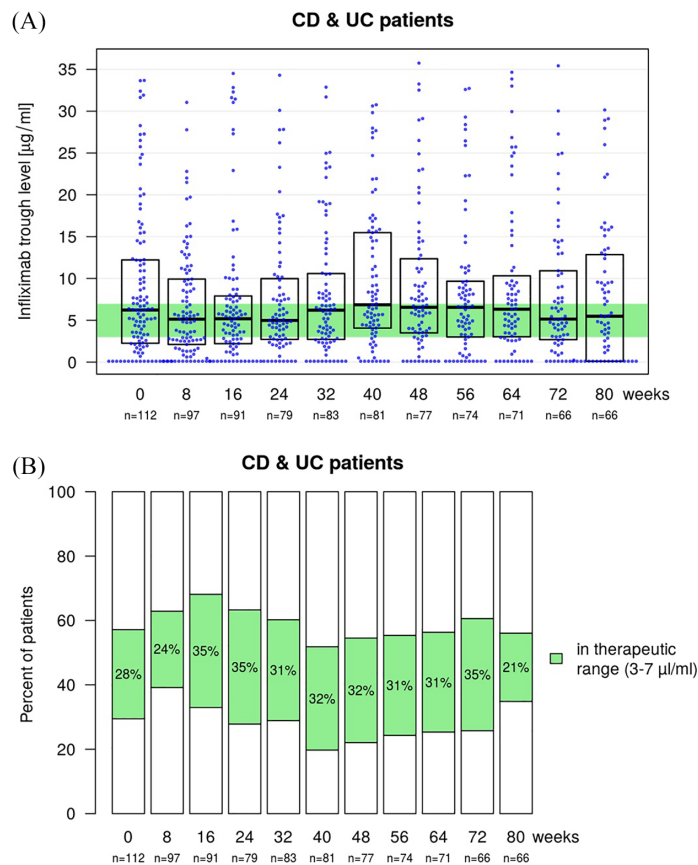 (A)
CD & UC patients
Infliximab trough level [µg/ml]
35
30
25
20
15
10
5
0
0 8 16 24 32 40 48 56 64 72 80 weeks
n=112 n=97 n=91 n=79 n=83 n=81 n=77 n=74 n=71 n=66 n=66
(B)
CD & UC patients
Percent of patients
100
80
60
40
20
0
28% 24% 35% 35% 31% 32% 32% 31% 31% 35% 21%
in therapeutic
range (3-7 µl/ml)
0 8 16 24 32 40 48 56 64 72 80 weeks
n=112 n=97 n=91 n=79 n=83 n=81 n=77 n=74 n=71 n=66 n=66